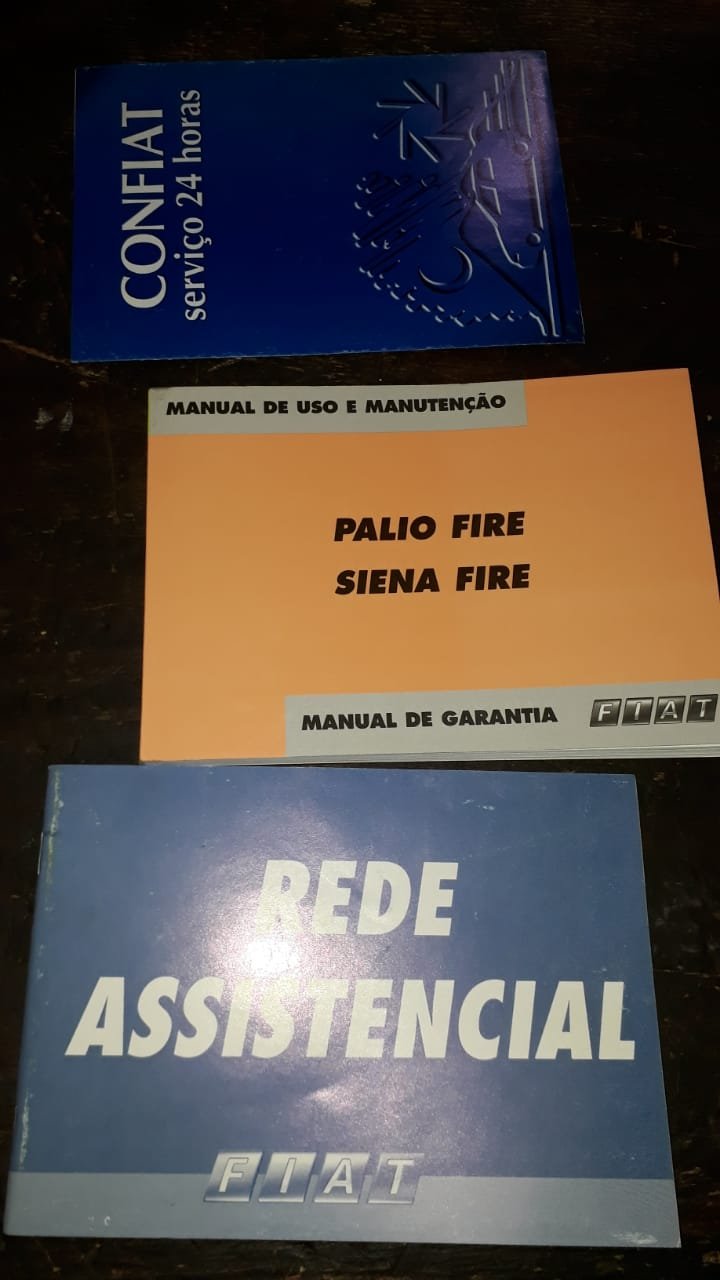 CONFIAT
serviço 24 horas
MANUAL DE USO E MANUTENÇÃO
PALIO FIRE
SIENA FIRE
MANUAL DE GARANTIA
FIAT
REDE
ASSISTENCIAL
FIAT